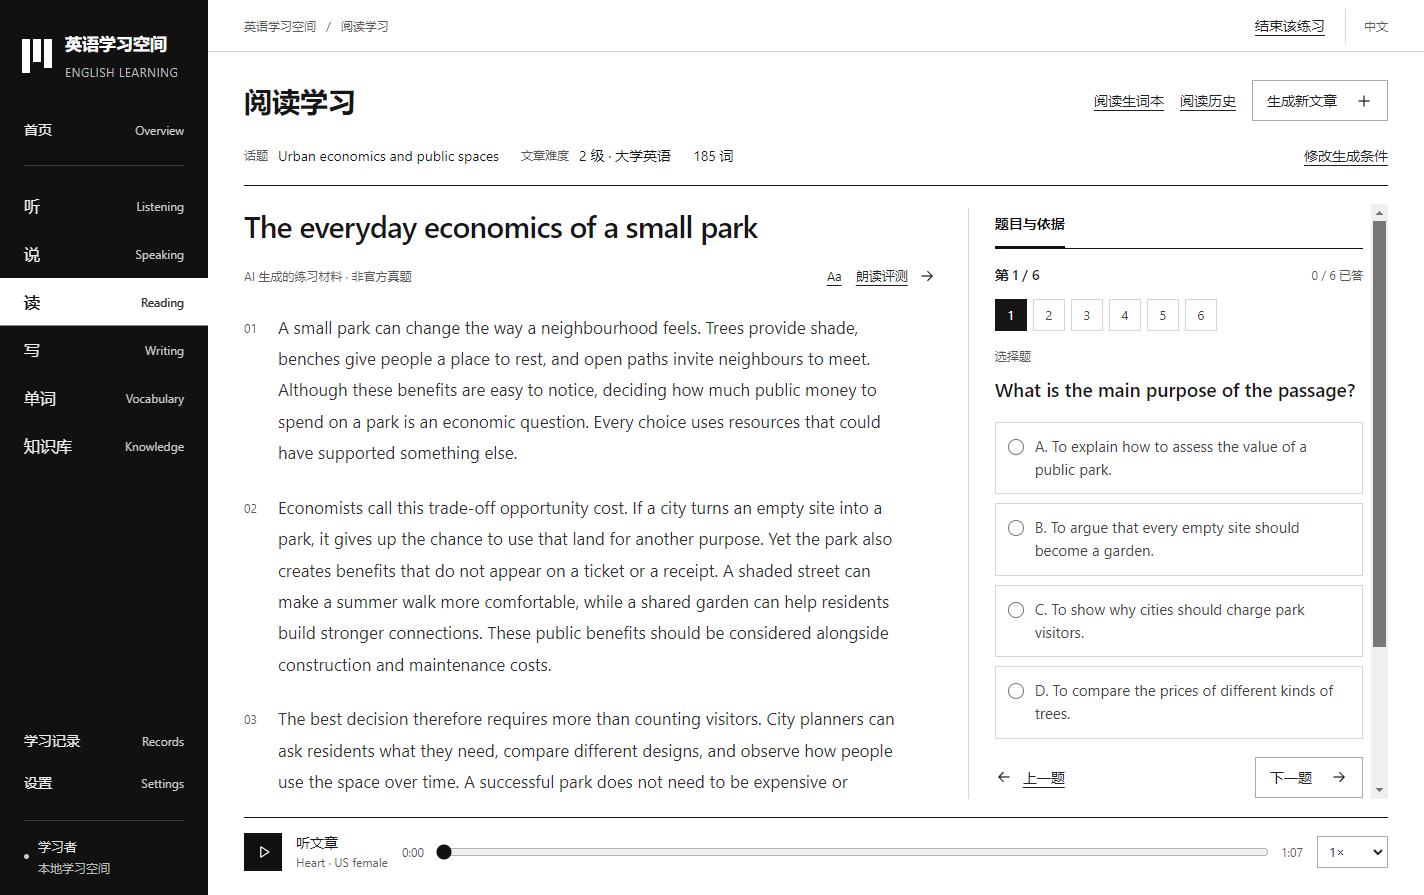 英语学习空间
ENGLISH LEARNING
首页 Overview
听 Listening
说 Speaking
读 Reading
写 Writing
单词 Vocabulary
知识库 Knowledge
学习记录 Records
设置 Settings
学习者
本地学习空间
英语学习空间 / 阅读学习
结束该练习
中文
阅读学习
阅读生词本
阅读历史
生成新文章 +
话题 Urban economics and public spaces 文章难度 2 级 · 大学英语 185 词
修改生成条件
The everyday economics of a small park
AI 生成的练习材料 · 非官方真题
Aa 朗读评测 →
01 A small park can change the way a neighbourhood feels. Trees provide shade,
benches give people a place to rest, and open paths invite neighbours to meet.
Although these benefits are easy to notice, deciding how much public money to
spend on a park is an economic question. Every choice uses resources that could
have supported something else.
02 Economists call this trade-off opportunity cost. If a city turns an empty site into a
park, it gives up the chance to use that land for another purpose. Yet the park also
creates benefits that do not appear on a ticket or a receipt. A shaded street can
make a summer walk more comfortable, while a shared garden can help residents
build stronger connections. These public benefits should be considered alongside
construction and maintenance costs.
03 The best decision therefore requires more than counting visitors. City planners can
ask residents what they need, compare different designs, and observe how people
use the space over time. A successful park does not need to be expensive or
题目与依据
第 1 / 6
0 / 6 已答
1 2 3 4 5 6
选择题
What is the main purpose of the passage?
A. To explain how to assess the value of a
public park.
B. To argue that every empty site should
become a garden.
C. To show why cities should charge park
visitors.
D. To compare the prices of different kinds of
trees.
← 上一题
下一题 →
听文章
Heart · US female
0:00
1:07
1×